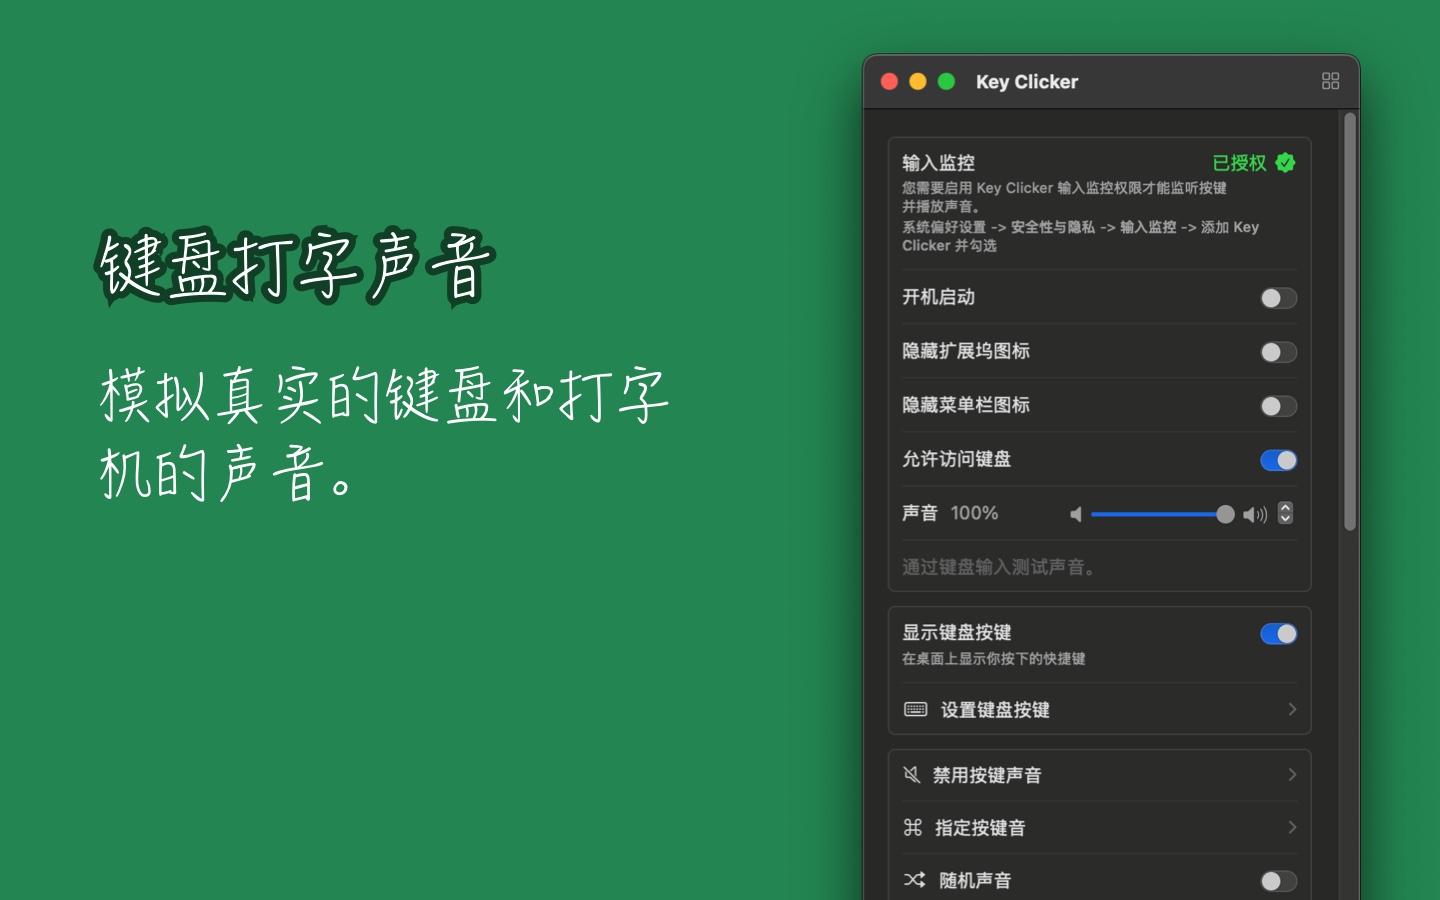 键盘打字声音
模拟真实的键盘和打字
机的声音。
Key Clicker
输入监控
已授权
您需要启用 Key Clicker 输入监控权限才能监听按键
并播放声音。
系统偏好设置 -> 安全性与隐私 -> 输入监控 -> 添加 Key
Clicker 并勾选
开机启动
隐藏扩展坞图标
隐藏菜单栏图标
允许访问键盘
声音 100%
通过键盘输入测试声音。
显示键盘按键
在桌面上显示你按下的快捷键
设置键盘按键
禁用按键声音
指定按键音
随机声音